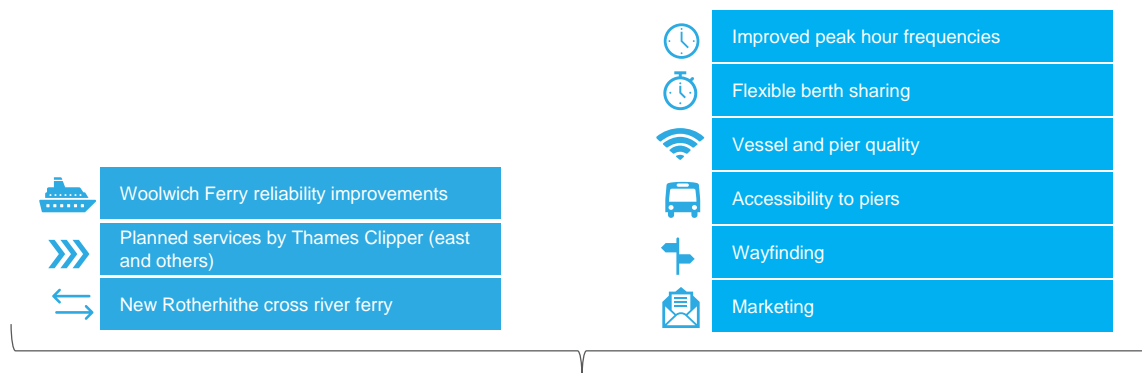 Woolwich Ferry reliability improvements
Planned services by Thames Clipper (east
and others)
New Rotherhithe cross river ferry
Improved peak hour frequencies
Flexible berth sharing
Vessel and pier quality
Accessibility to piers
Wayfinding
Marketing